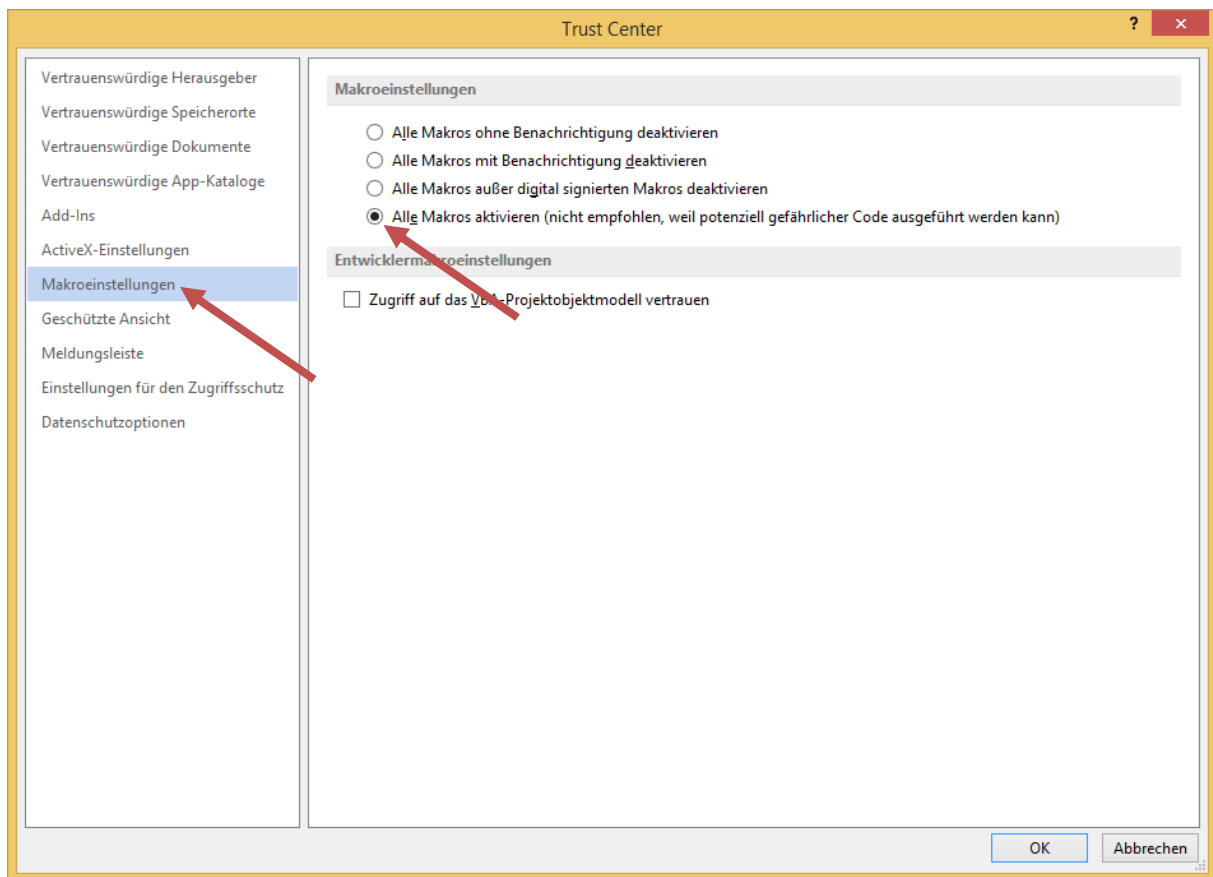 Trust Center
?
Vertrauenswürdige Herausgeber
Vertrauenswürdige Speicherorte
Vertrauenswürdige Dokumente
Vertrauenswürdige App-Kataloge
Add-Ins
ActiveX-Einstellungen
Makroeinstellungen
Geschützte Ansicht
Meldungsleiste
Einstellungen für den Zugriffsschutz
Datenschutzoptionen
Makroeinstellungen
Alle Makros ohne Benachrichtigung deaktivieren
Alle Makros mit Benachrichtigung deaktivieren
Alle Makros außer digital signierten Makros deaktivieren
Alle Makros aktivieren (nicht empfohlen, weil potenziell gefährlicher Code ausgeführt werden kann)
Entwicklermakroeinstellungen
Zugriff auf das VBA-Projektobjektmodell vertrauen
OK
Abbrechen